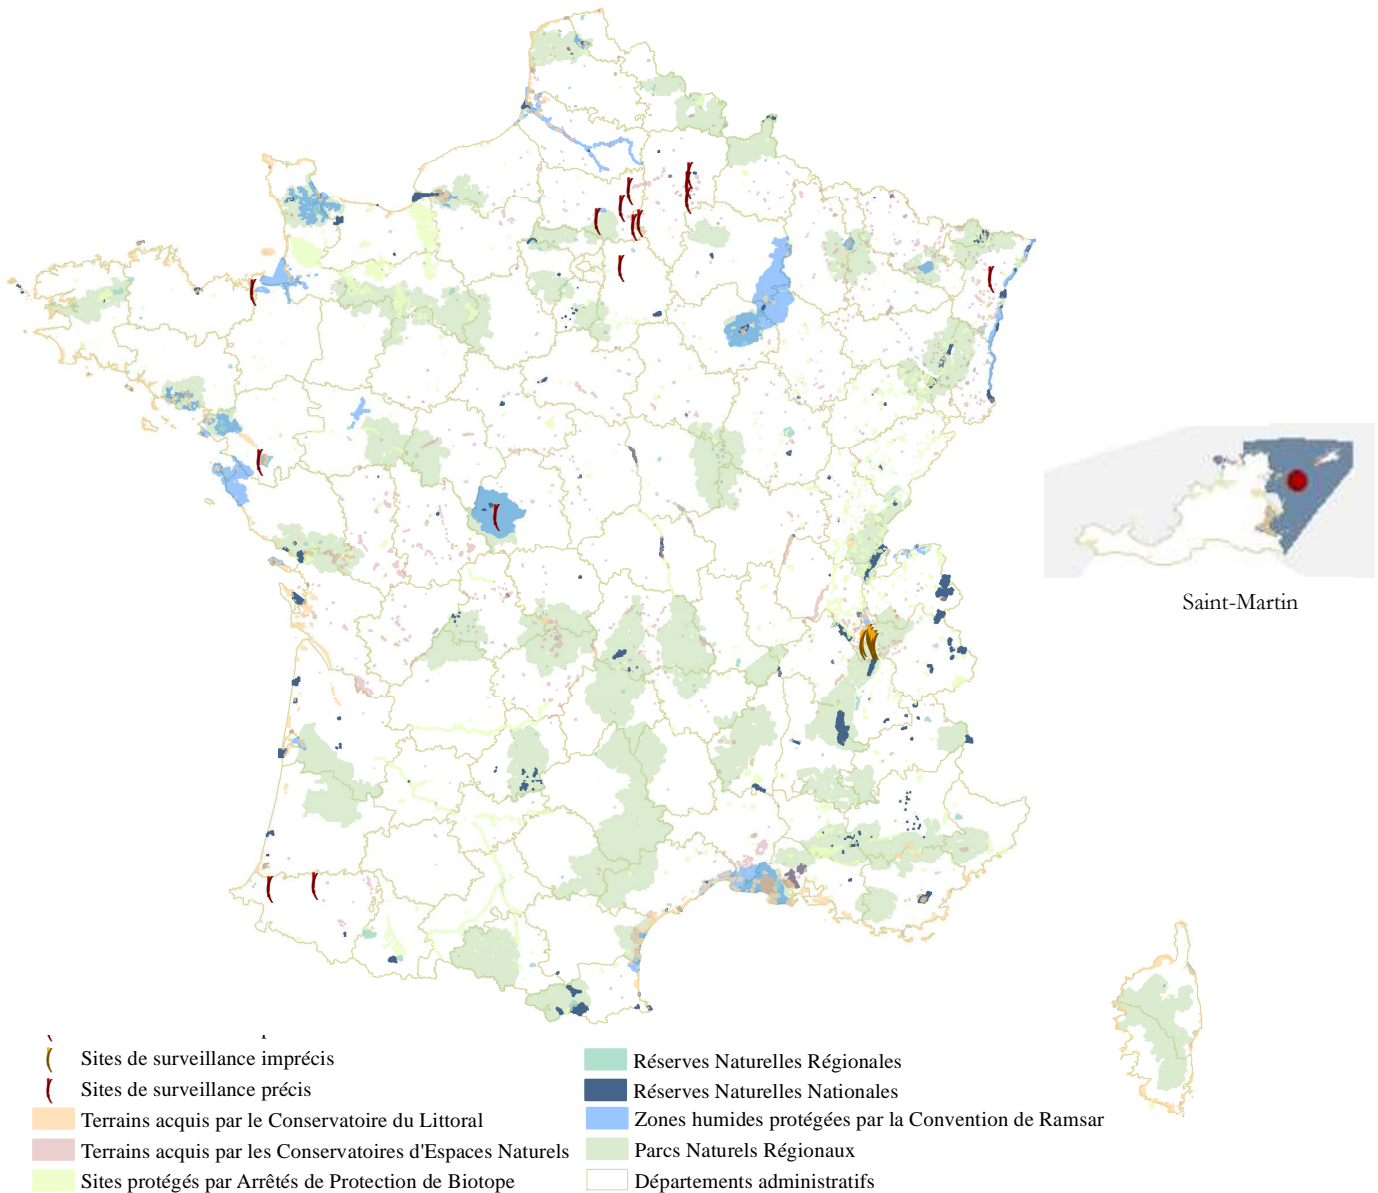 Saint-Martin
Sites de surveillance imprécis
Sites de surveillance précis
Terrains acquis par le Conservatoire du Littoral
Terrains acquis par les Conservatoires d'Espaces Naturels
Sites protégés par Arrêtés de Protection de Biotope
Réserves Naturelles Régionales
Réserves Naturelles Nationales
Zones humides protégées par la Convention de Ramsar
Parcs Naturels Régionaux
Départements administratifs